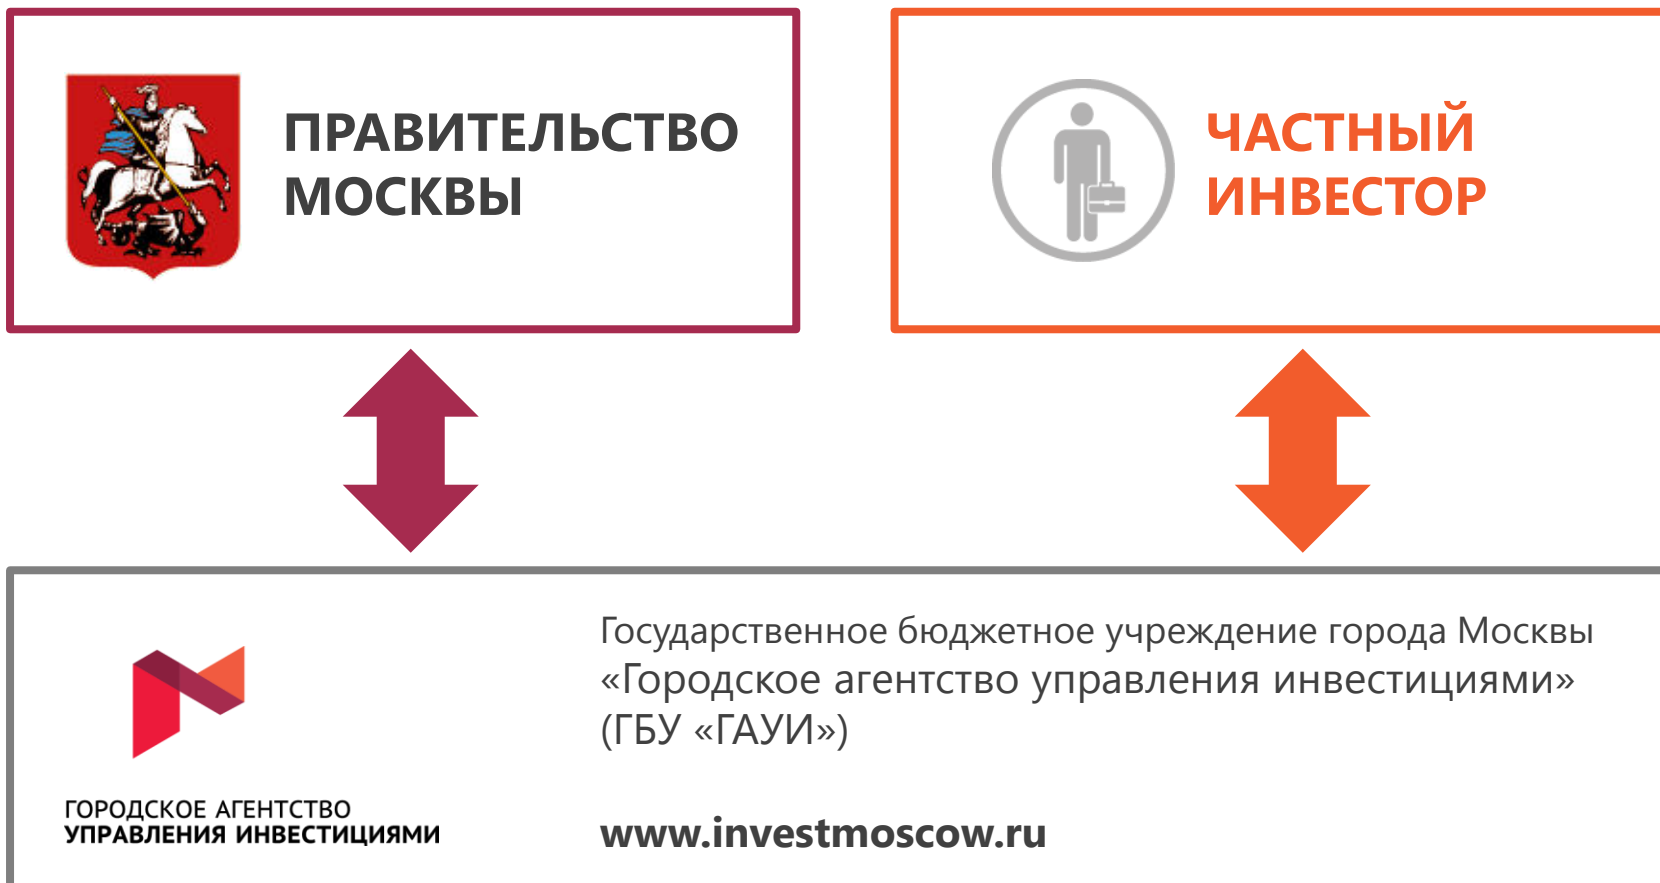 ПРАВИТЕЛЬСТВО
МОСКВЫ
ЧАСТНЫЙ
ИНВЕСТОР
Государственное бюджетное учреждение города Москвы
«Городское агентство управления инвестициями»
(ГБУ «ГАУИ»)
ГОРОДСКОЕ АГЕНТСТВО
УПРАВЛЕНИЯ ИНВЕСТИЦИЯМИ
www.investmoscow.ru